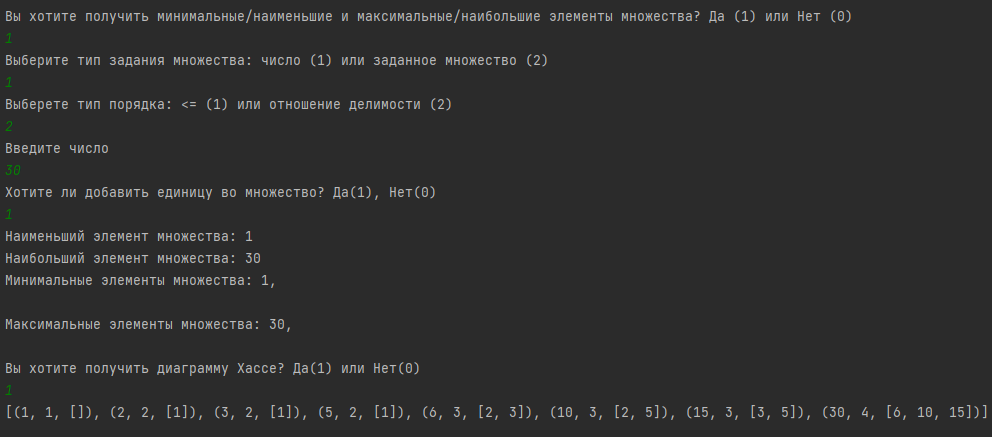 Вы хотите получить минимальные/наименьшие и максимальные/наибольшие элементы множества? Да (1) или Нет (0)
1
Выберите тип задания множества: число (1) или заданное множество (2)
1
Выберете тип порядка: <= (1) или отношение делимости (2)
2
Введите число
30
Хотите ли добавить единицу во множество? Да(1), Нет(0)
1
Наименьший элемент множества: 1
Наибольший элемент множества: 30
Минимальные элементы множества: 1,
Максимальные элементы множества: 30,
Вы хотите получить диаграмму Хассе? Да(1) или Нет(0)
1
[(1, 1, []), (2, 2, [1]), (3, 2, [1]), (5, 2, [1]), (6, 3, [2, 3]), (10, 3, [2, 5]), (15, 3, [3, 5]), (30, 4, [6, 10, 15])]